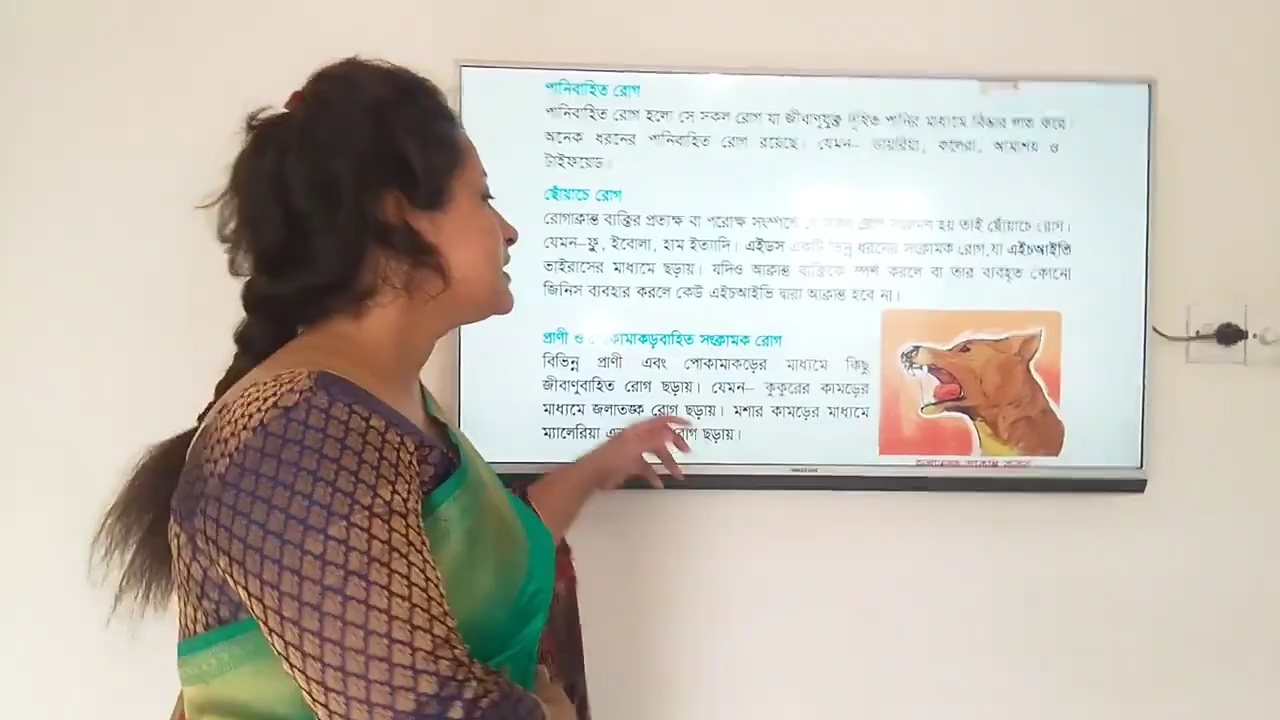 পানিবাহিত রোগ
পানিবাহিত রোগ হলো সে সকল রোগ যা জীবাণুযুক্ত দূষিত পানির মাধ্যমে বিস্তার লাভ করে।
অনেক ধরনের পানিবাহিত রোগ রয়েছে। যেমন– ডায়রিয়া, কলেরা, আমাশয় ও
টাইফয়েড।
ছোঁয়াচে রোগ
রোগাক্রান্ত ব্যক্তির প্রত্যক্ষ বা পরোক্ষ সংস্পর্শে যে সকল রোগ সংক্রমণ হয় তাই ছোঁয়াচে রোগ।
যেমন–ফ্লু, ইবোলা, হাম ইত্যাদি। এইডস একটি ভিন্ন ধরনের সংক্রামক রোগ,যা এইচআইভি
ভাইরাসের মাধ্যমে ছড়ায়। যদিও আক্রান্ত ব্যক্তিকে স্পর্শ করলে বা তার ব্যবহৃত কোনো
জিনিস ব্যবহার করলে কেউ এইচআইভি দ্বারা আক্রান্ত হবে না।
প্রাণী ও পোকামাকড়বাহিত সংক্রামক রোগ
বিভিন্ন প্রাণী এবং পোকামাকড়ের মাধ্যমে কিছু
জীবাণুবাহিত রোগ ছড়ায়। যেমন– কুকুরের কামড়ের
মাধ্যমে জলাতঙ্ক রোগ ছড়ায়। মশার কামড়ের মাধ্যমে
ম্যালেরিয়া রোগ ছড়ায়।